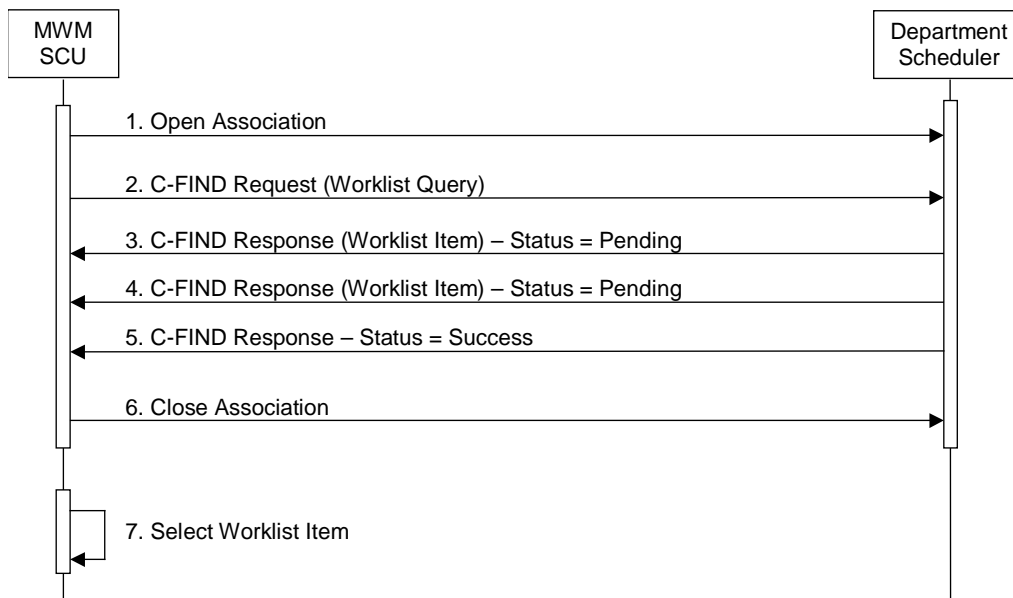 MWM
SCU
Department
Scheduler
1. Open Association
2. C-FIND Request (Worklist Query)
3. C-FIND Response (Worklist Item) – Status = Pending
4. C-FIND Response (Worklist Item) – Status = Pending
5. C-FIND Response – Status = Success
6. Close Association
7. Select Worklist Item